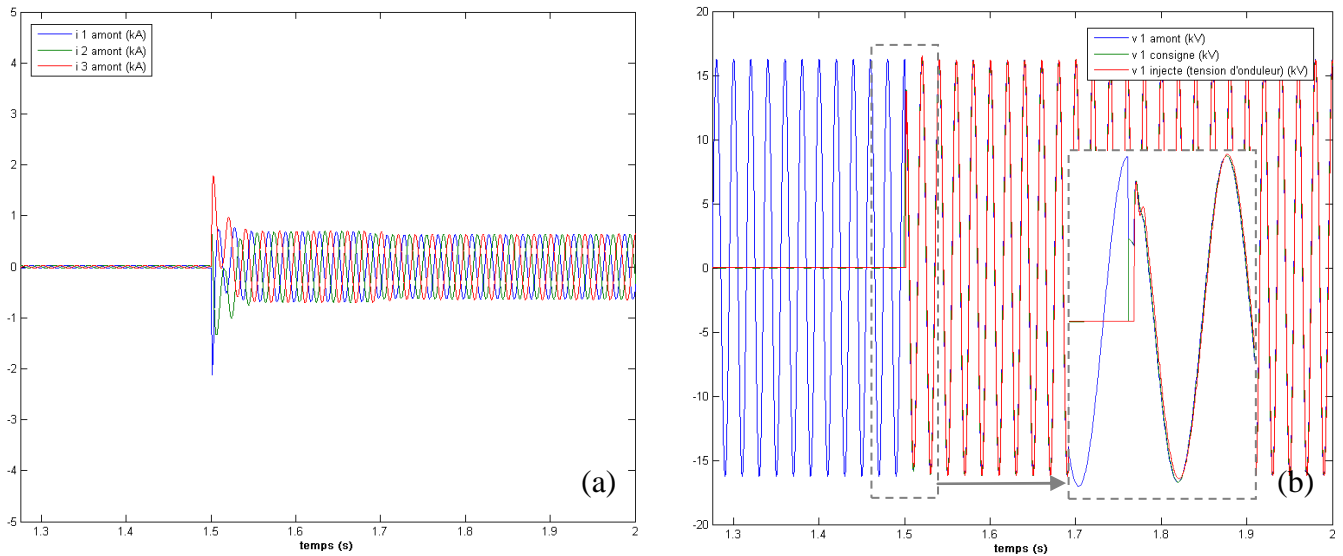 5
4
3
2
1
0
-1
-2
-3
-4
-5
i 1 amont (kA)
i 2 amont (kA)
i 3 amont (kA)
(a)
1.3 1.4 1.5 1.6 1.7 1.8 1.9 2
temps (s)
20
15
10
5
0
-5
-10
-15
-20
v 1 amont (kV)
v 1 consigne (kV)
v 1 injecte (tension d'onduleur) (kV)
(b)
1.3 1.4 1.5 1.6 1.7 1.8 1.9 2
temps (s)